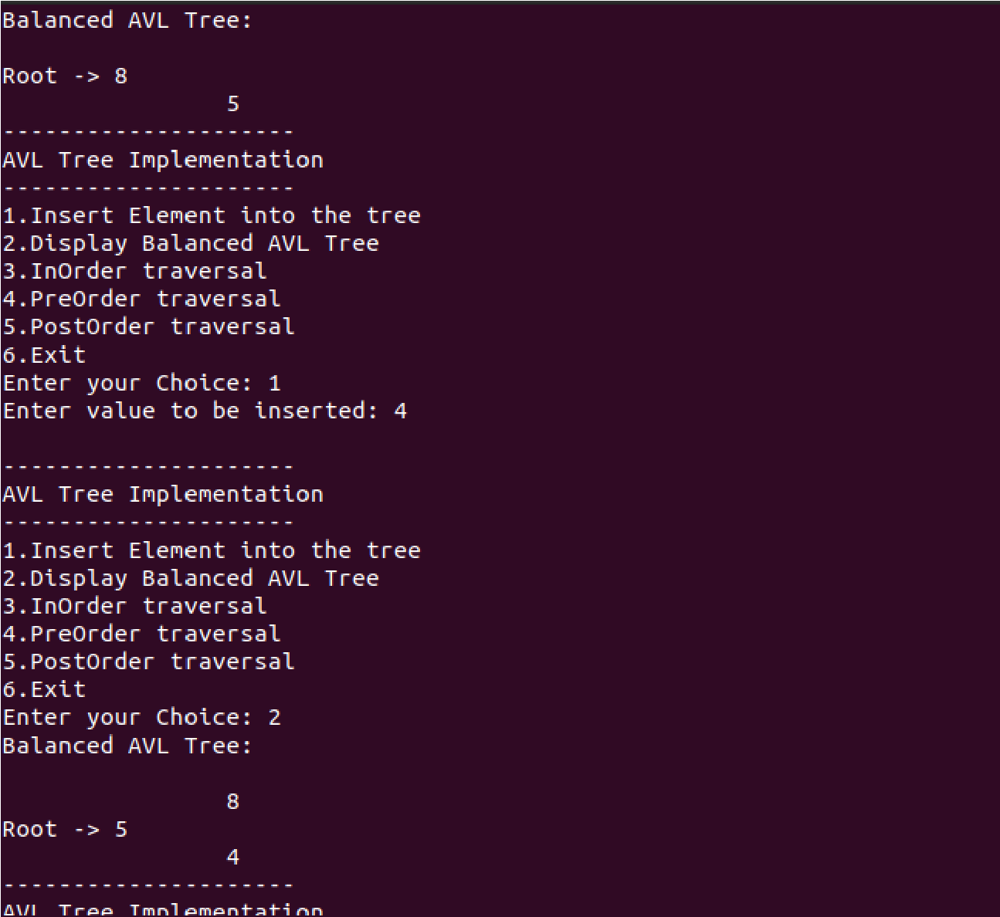 Balanced AVL Tree:
Root -> 8
5
---------------------
AVL Tree Implementation
---------------------
1.Insert Element into the tree
2.Display Balanced AVL Tree
3.InOrder traversal
4.PreOrder traversal
5.PostOrder traversal
6.Exit
Enter your Choice: 1
Enter value to be inserted: 4
---------------------
AVL Tree Implementation
---------------------
1.Insert Element into the tree
2.Display Balanced AVL Tree
3.InOrder traversal
4.PreOrder traversal
5.PostOrder traversal
6.Exit
Enter your Choice: 2
Balanced AVL Tree:
8
Root -> 5
4
---------------------
AVL Tree Implementation